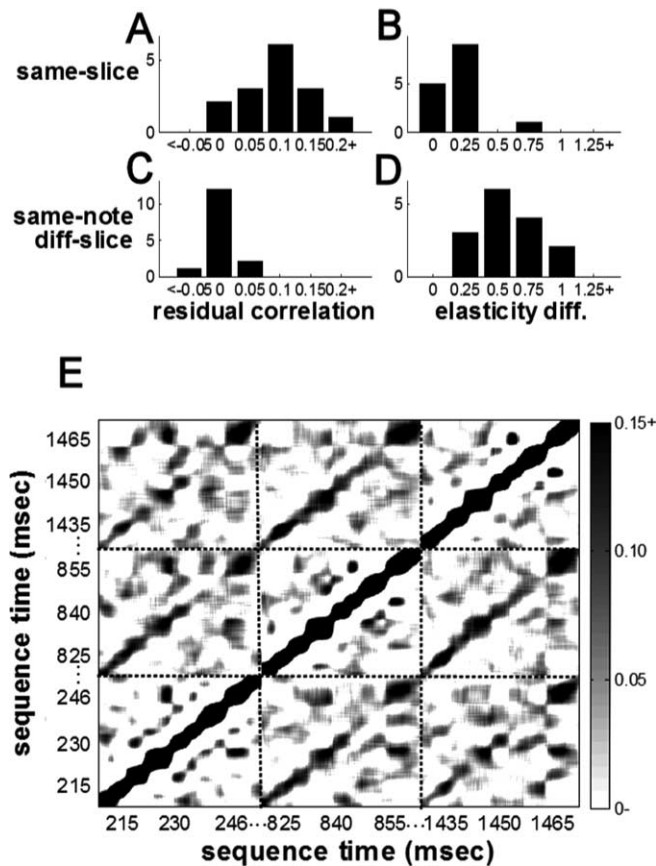 A
B
same-slice
5
0
<-0.05 0 0.05 0.1 0.15 0.2+
5
0
0 0.25 0.5 0.75 1 1.25+
C
D
same-note
diff-slice
10
5
0
<-0.05 0 0.05 0.1 0.15 0.2+
residual correlation
5
0
0 0.25 0.5 0.75 1 1.25+
elasticity diff.
E
sequence time (msec)
1465
1450
1435
855
840
825
246
230
215
215 230 246...825 840 855...1435 1450 1465
sequence time (msec)
0.15+
0.10
0.05
0-